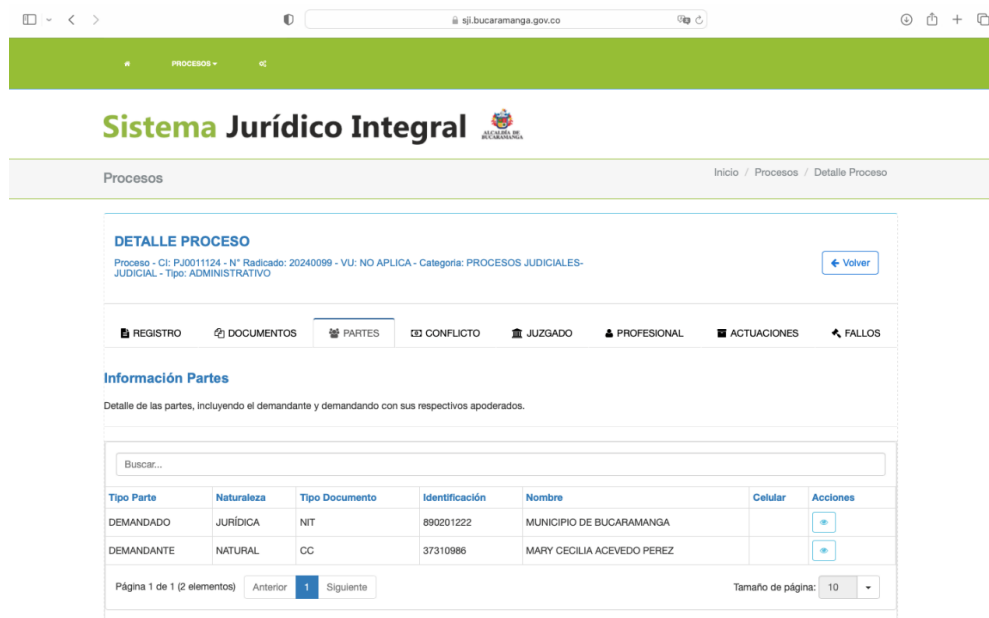 sji.bucaramanga.gov.co
PROCESOS
Sistema Jurídico Integral
ALCALDÍA DE
BUCARAMANGA
Procesos
Inicio / Procesos / Detalle Proceso
DETALLE PROCESO
Proceso - CI: PJ0011124 - N° Radicado: 20240099 - VU: NO APLICA - Categoria: PROCESOS JUDICIALES-
JUDICIAL - Tipo: ADMINISTRATIVO
Volver
REGISTRO DOCUMENTOS PARTES CONFLICTO JUZGADO PROFESIONAL ACTUACIONES FALLOS
Información Partes
Detalle de las partes, incluyendo el demandante y demandando con sus respectivos apoderados.
Buscar...
Tipo Parte Naturaleza Tipo Documento Identificación Nombre Celular Acciones
DEMANDADO JURÍDICA NIT 890201222 MUNICIPIO DE BUCARAMANGA
DEMANDANTE NATURAL CC 37310986 MARY CECILIA ACEVEDO PEREZ
Página 1 de 1 (2 elementos) Anterior 1 Siguiente Tamaño de página: 10